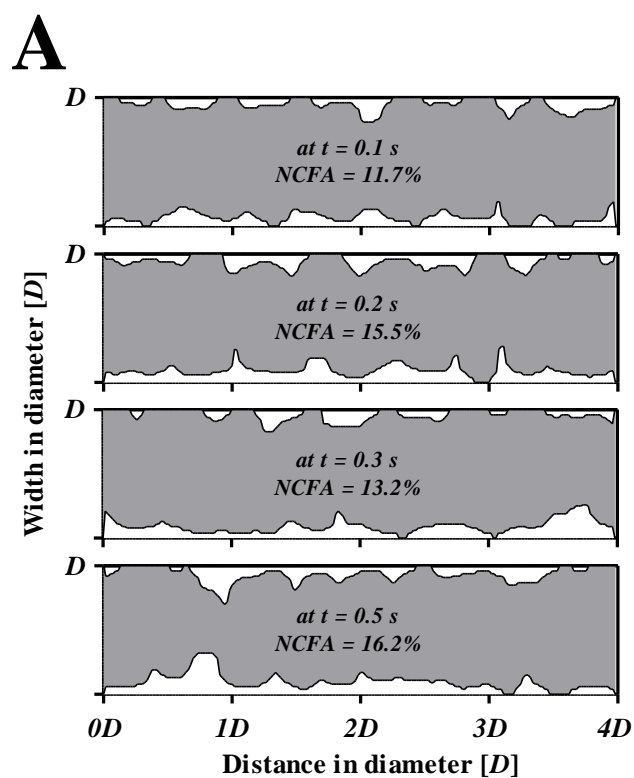 A
D
at t = 0.1 s
NCFA = 11.7%
D
at t = 0.2 s
NCFA = 15.5%
Width in diameter [D]
D
at t = 0.3 s
NCFA = 13.2%
D
at t = 0.5 s
NCFA = 16.2%
0D 1D 2D 3D 4D
Distance in diameter [D]